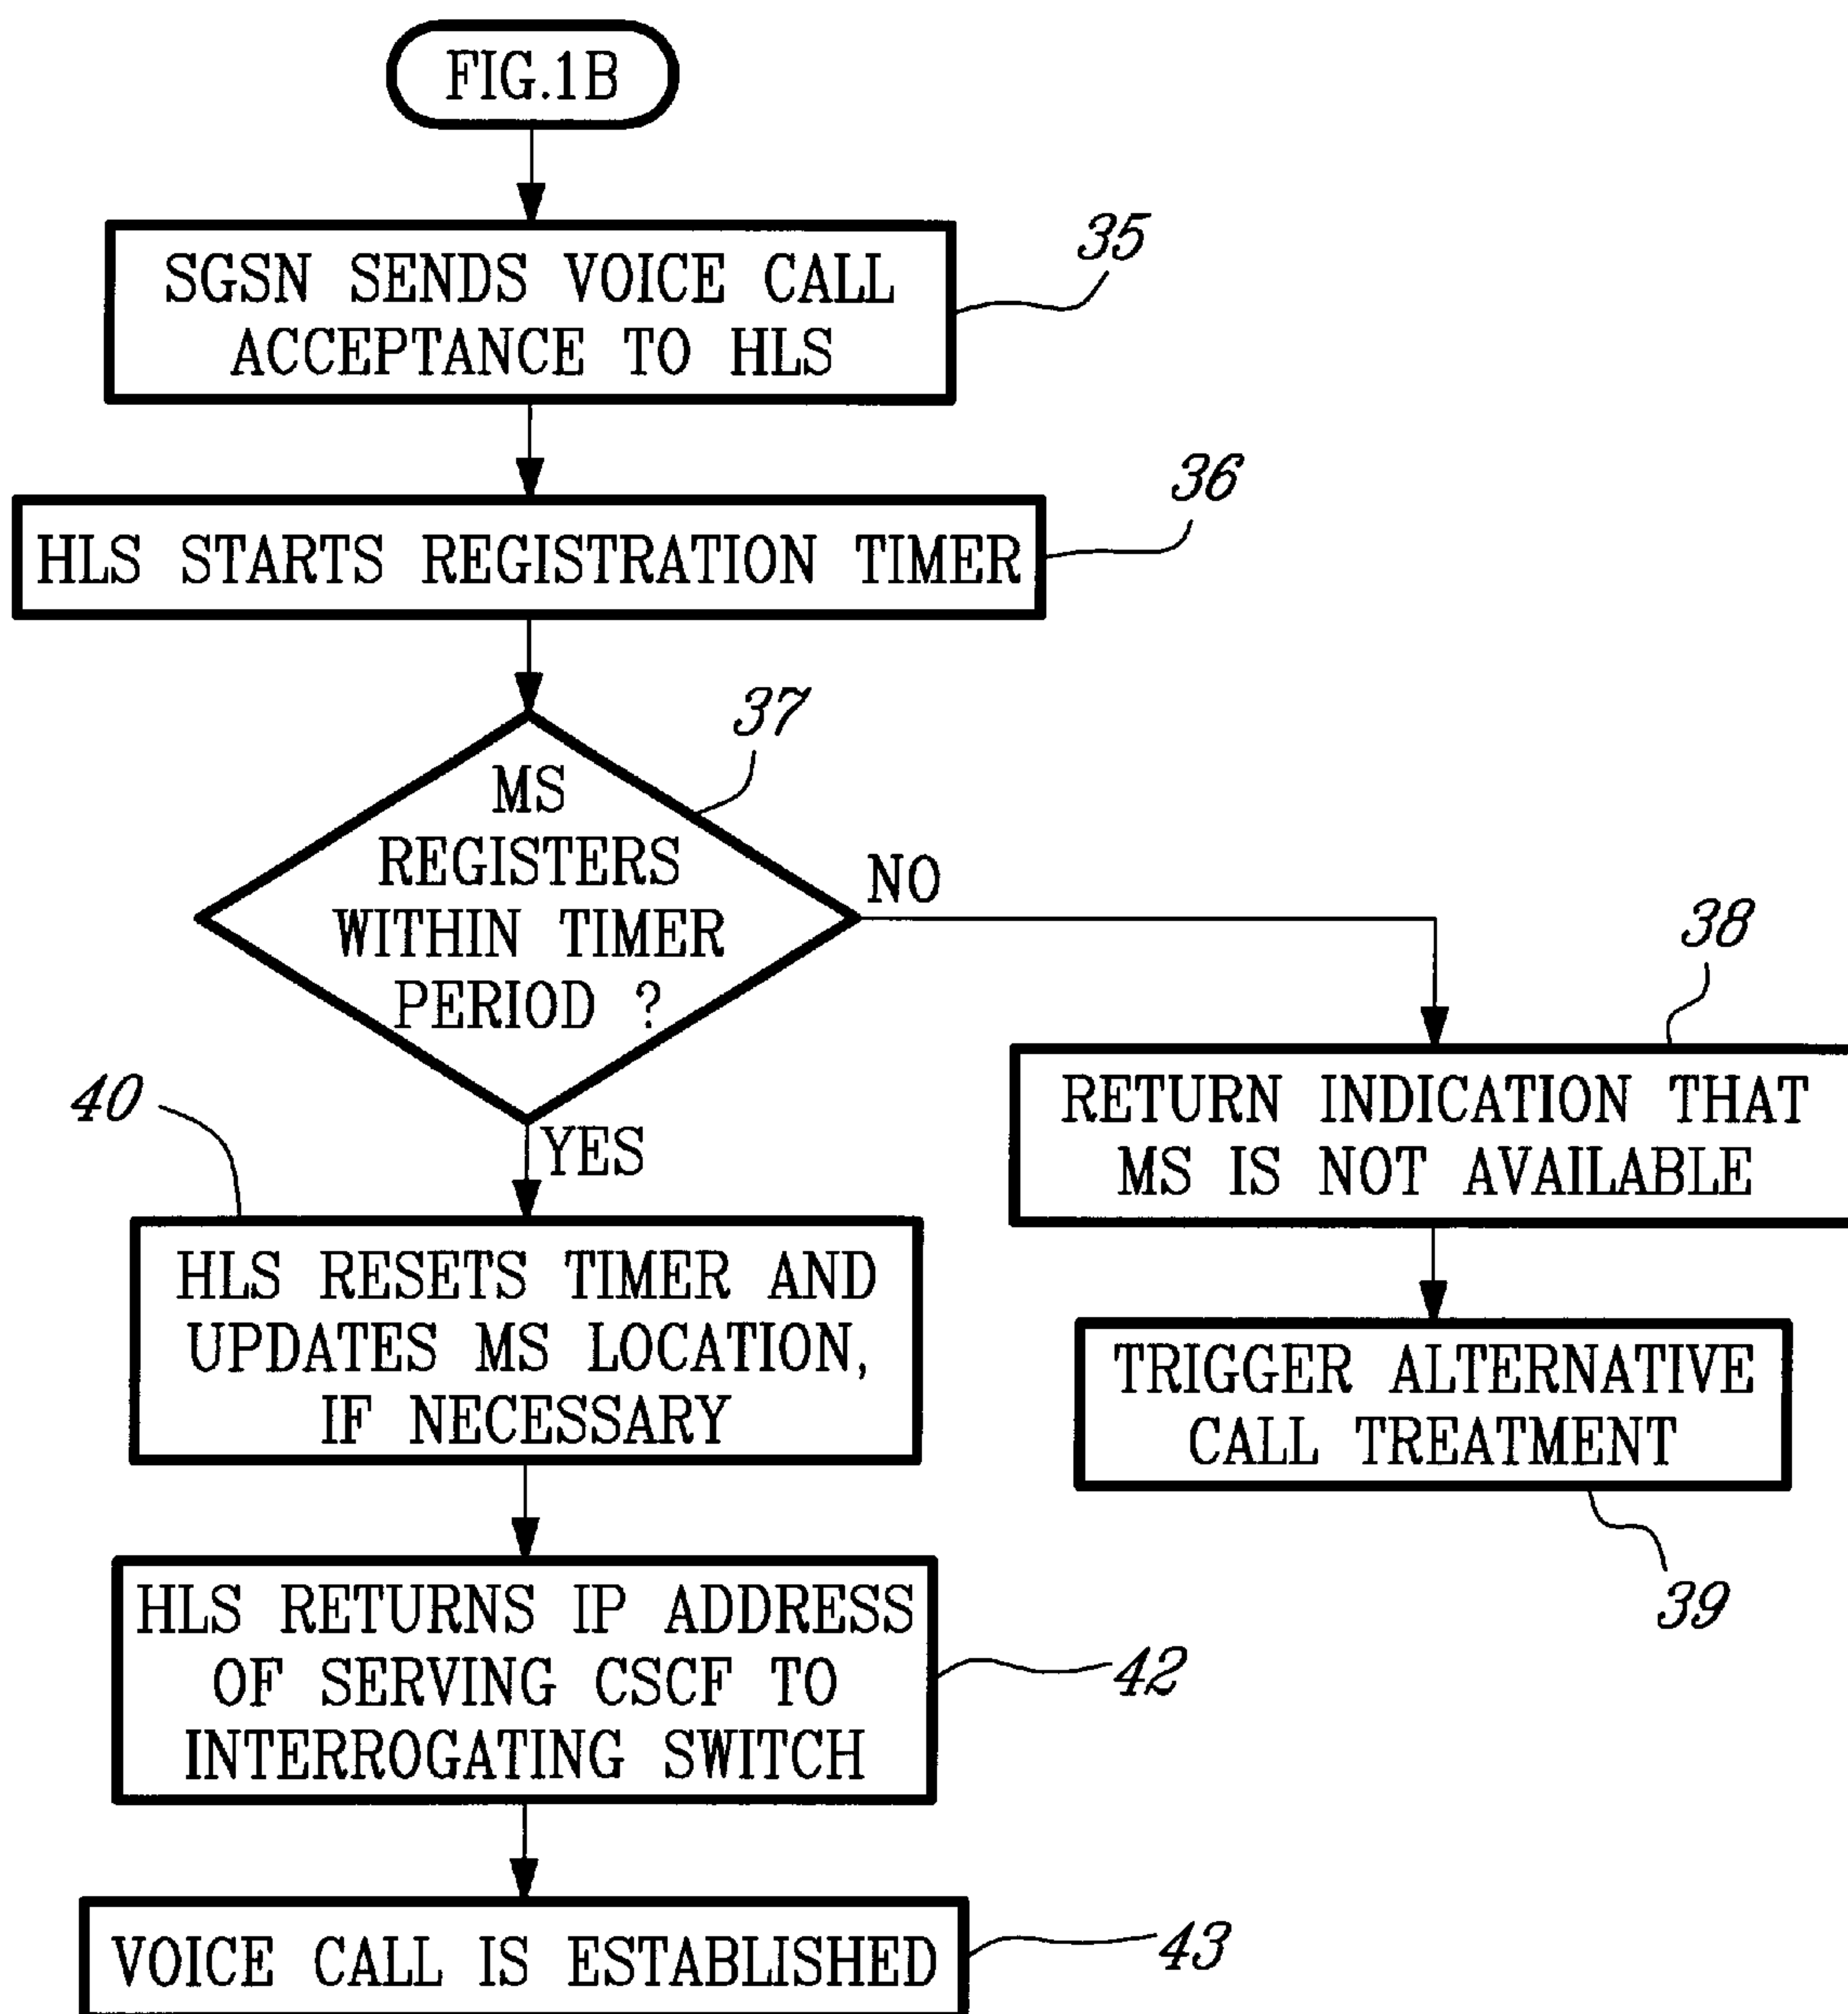 FIG.1B
SGSN SENDS VOICE CALL
ACCEPTANCE TO HLS
35
HLS STARTS REGISTRATION TIMER
36
MS
REGISTERS
WITHIN TIMER
PERIOD ?
37
NO
YES
38
RETURN INDICATION THAT
MS IS NOT AVAILABLE
TRIGGER ALTERNATIVE
CALL TREATMENT
39
40
HLS RESETS TIMER AND
UPDATES MS LOCATION,
IF NECESSARY
HLS RETURNS IP ADDRESS
OF SERVING CSCF TO
INTERROGATING SWITCH
42
VOICE CALL IS ESTABLISHED
43